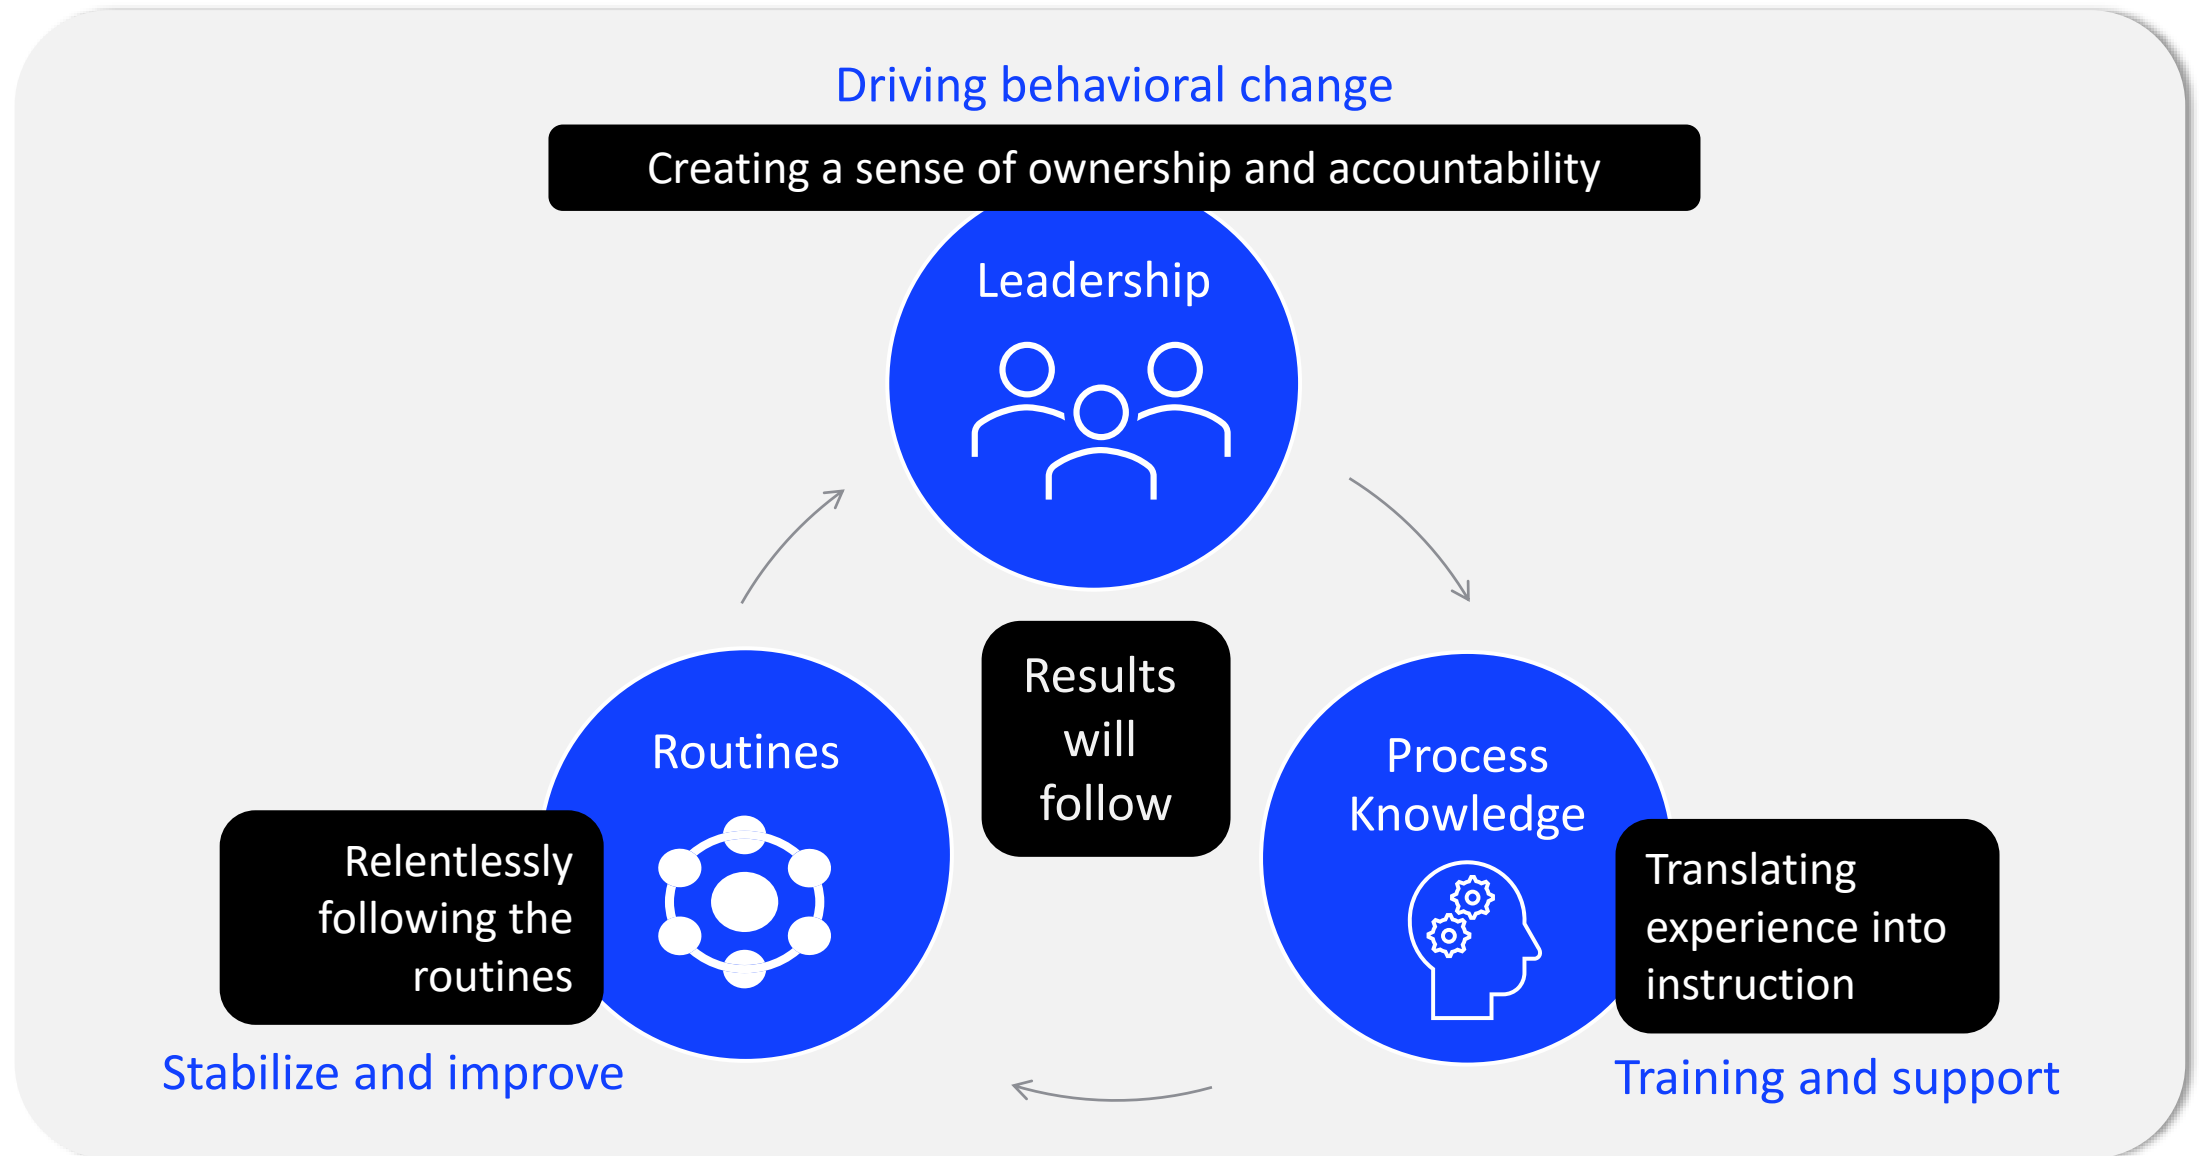 Driving behavioral change
Creating a sense of ownership and accountability
Leadership
Results
will
follow
Routines
Relentlessly
following the
routines
Stabilize and improve
Process
Knowledge
Translating
experience into
instruction
Training and support